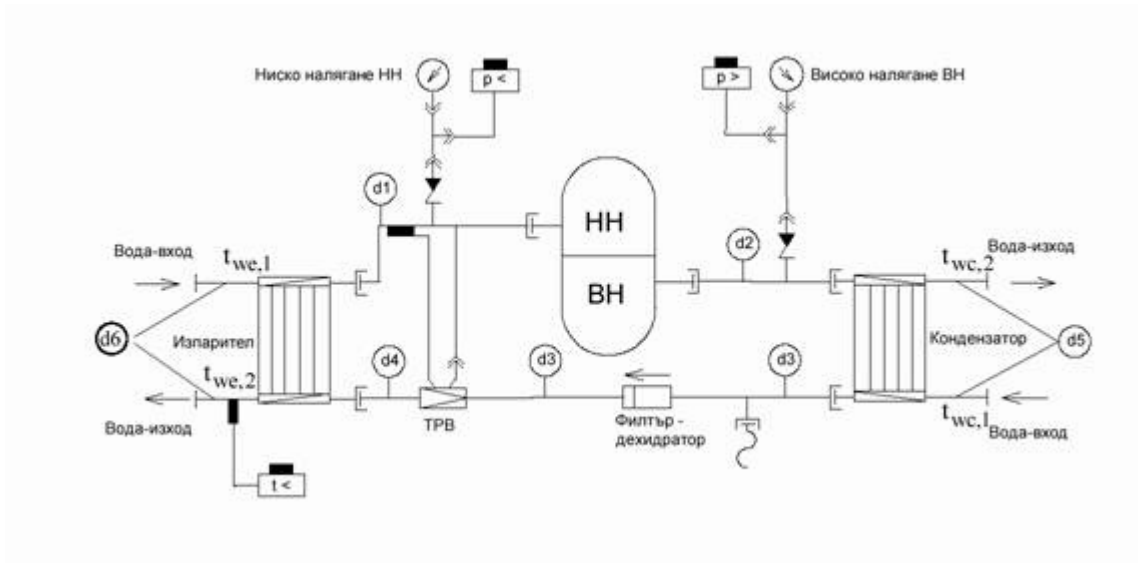 Ниско налягане НН
p <
p >
Високо налягане ВН
d1
НН
ВН
d2
Вода-вход
t we,1
Вода-изход
t wc,2
d6
Изпарител
Кондензатор
d5
t we,2
d4
d3
d3
Вода-изход
ТРВ
Филтър -
дехидратор
t wc,1
Вода-вход
t <